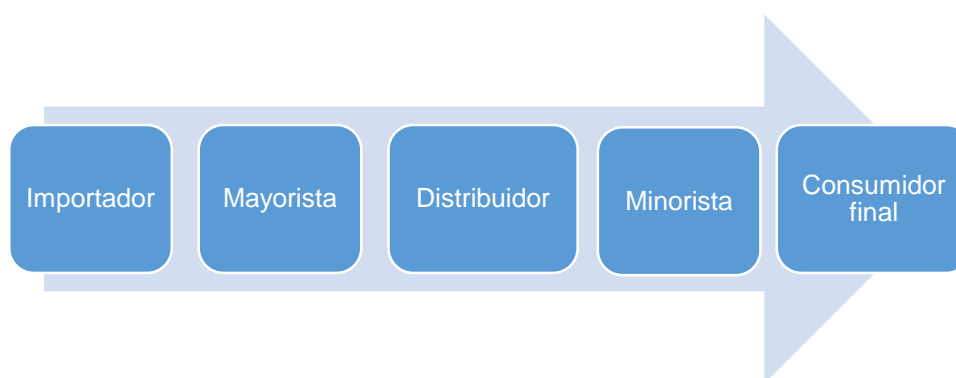 Importador
Mayorista
Distribuidor
Minorista
Consumidor
final